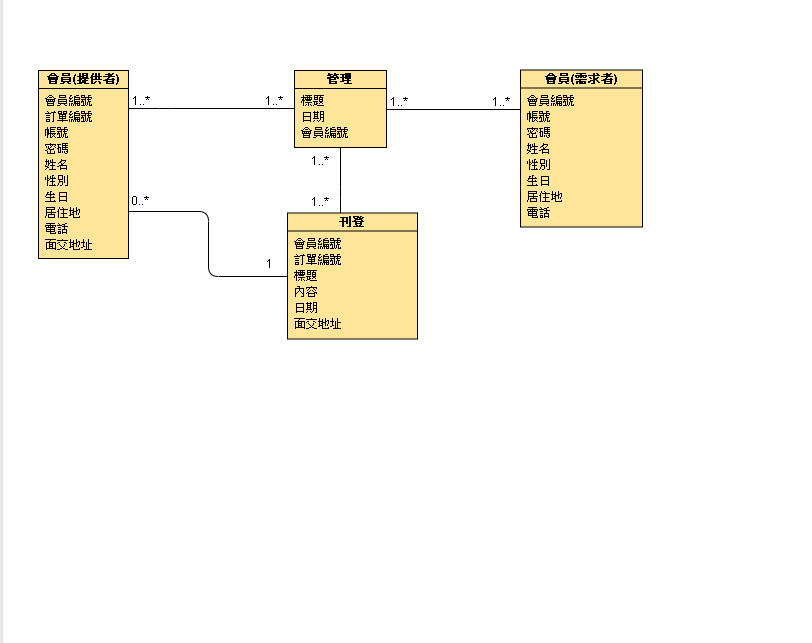 會員(提供者)
會員編號
訂單編號
帳號
密碼
姓名
性別
生日
居住地
電話
面交地址
1..*
1..*
管理
標題
日期
會員編號
1..*
1..*
會員(需求者)
會員編號
帳號
密碼
姓名
性別
生日
居住地
電話
1..*
1..*
0..*
1
刊登
會員編號
訂單編號
標題
內容
日期
面交地址